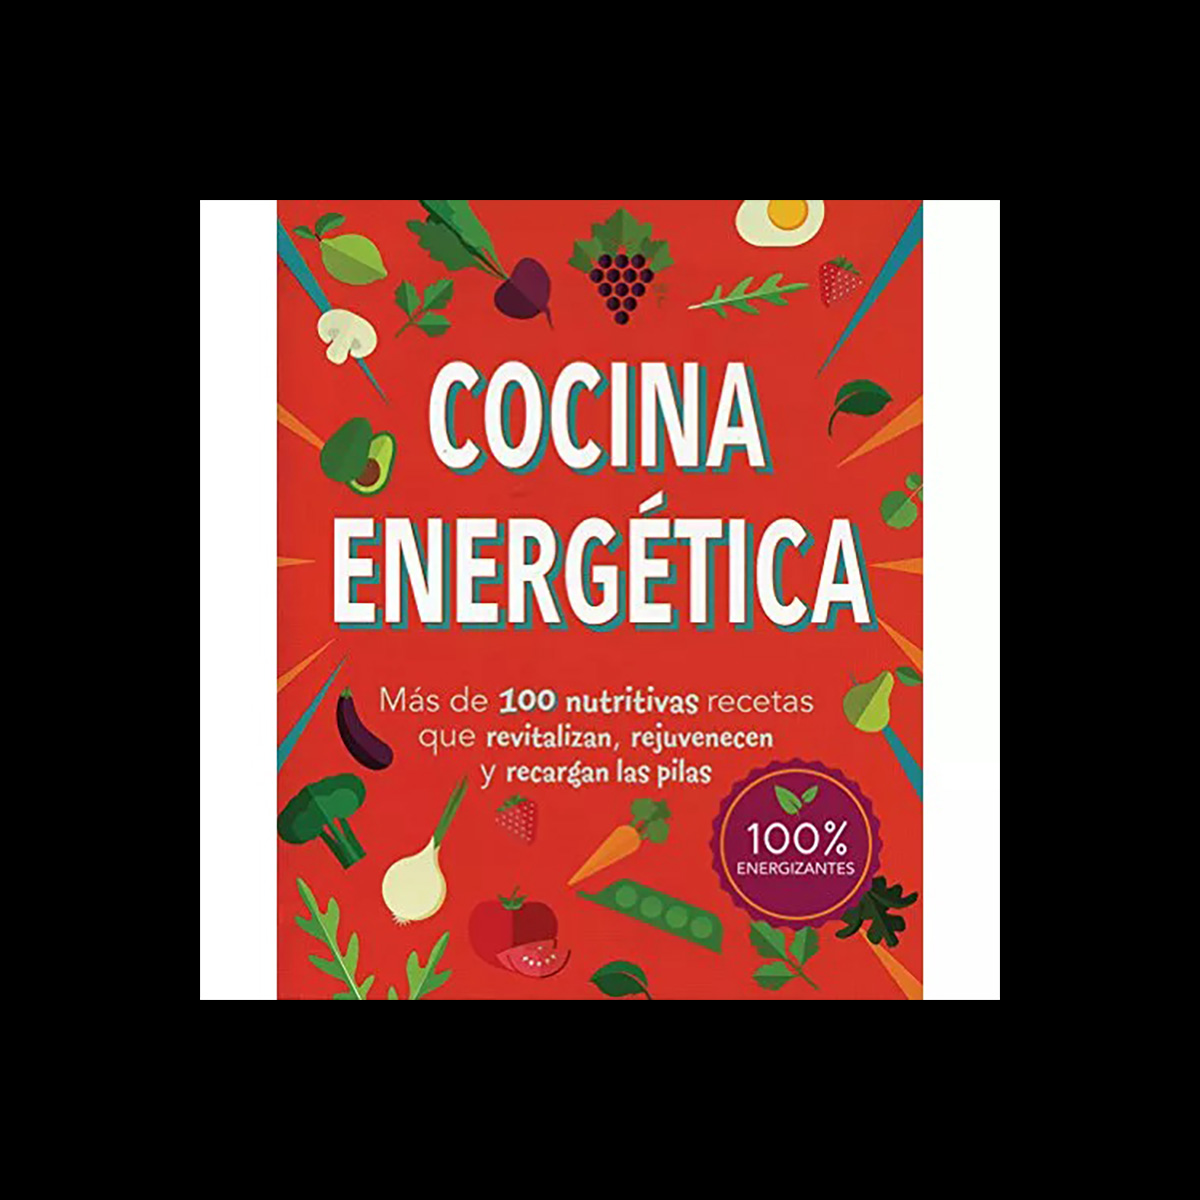 COCINA
ENERGÉTICA
Más de 100 nutritivas recetas
que revitalizan, rejuvenecen
y recargan las pilas
100%
ENERGIZANTES